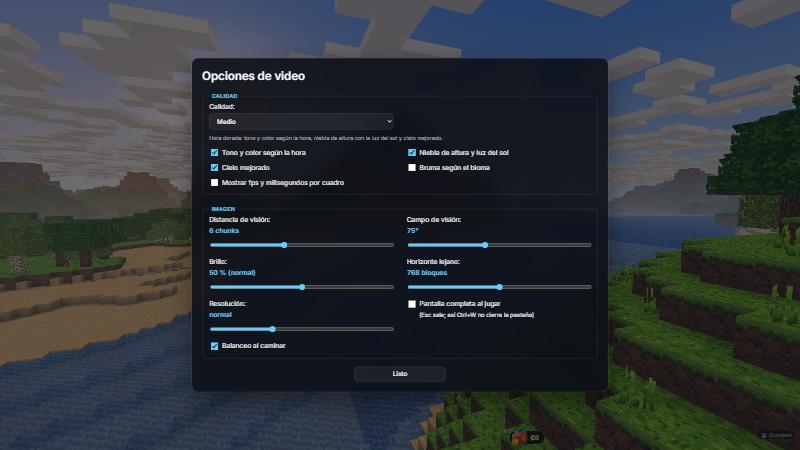 Opciones de video
CALIDAD
Calidad:
Medio
Hora dorada: tono y color según la hora, niebla de altura con la luz del sol y cielo mejorado.
Tono y color según la hora
Niebla de altura y luz del sol
Cielo mejorado
Bruma según el bioma
Mostrar fps y milisegundos por cuadro
IMAGEN
Distancia de visión:
6 chunks
Campo de visión:
75°
Brillo:
50 % (normal)
Horizonte lejano:
768 bloques
Resolución:
normal
Pantalla completa al jugar
(Esc sale; así Ctrl+W no cierra la pestaña)
Balanceo al caminar
Listo
Guardado